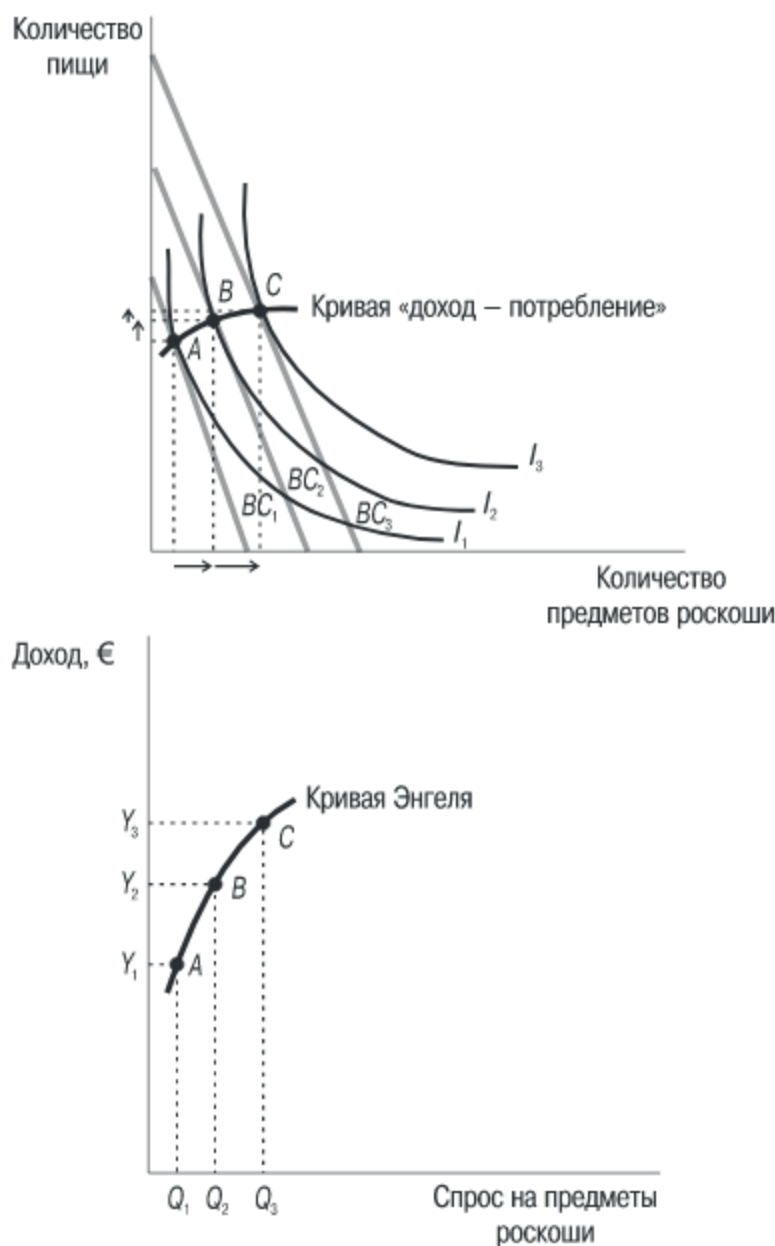 Количество
пищи
B
C
Кривая «доход – потребление»
A
I₃
BC₂
BC₁
BC₃
I₂
I₁
Количество
предметов роскоши
Доход, €
Кривая Энгеля
Y₃
C
Y₂
B
Y₁
A
Q₁ Q₂ Q₃
Спрос на предметы
роскоши